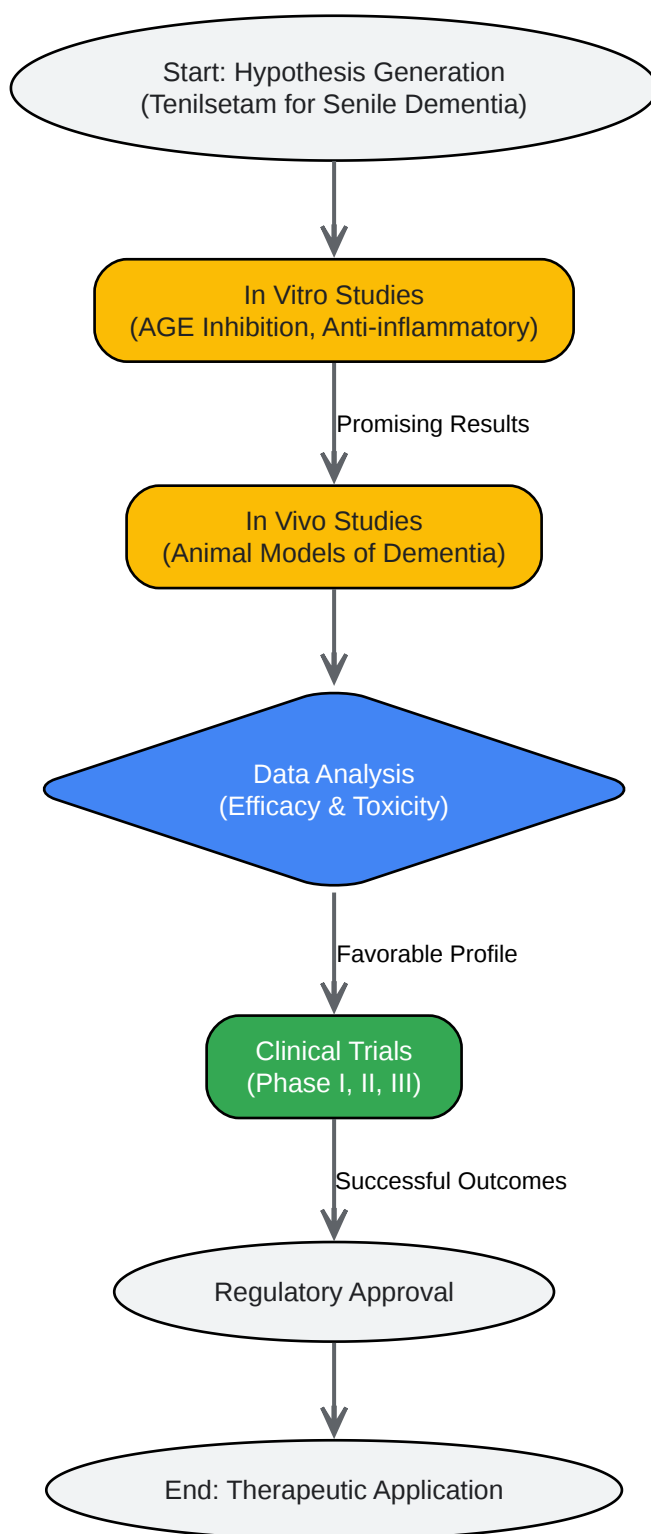 Start: Hypothesis Generation
(Tenilsetam for Senile Dementia)
In Vitro Studies
(AGE Inhibition, Anti-inflammatory)
Promising Results
In Vivo Studies
(Animal Models of Dementia)
Data Analysis
(Efficacy & Toxicity)
Favorable Profile
Clinical Trials
(Phase I, II, III)
Successful Outcomes
Regulatory Approval
End: Therapeutic Application